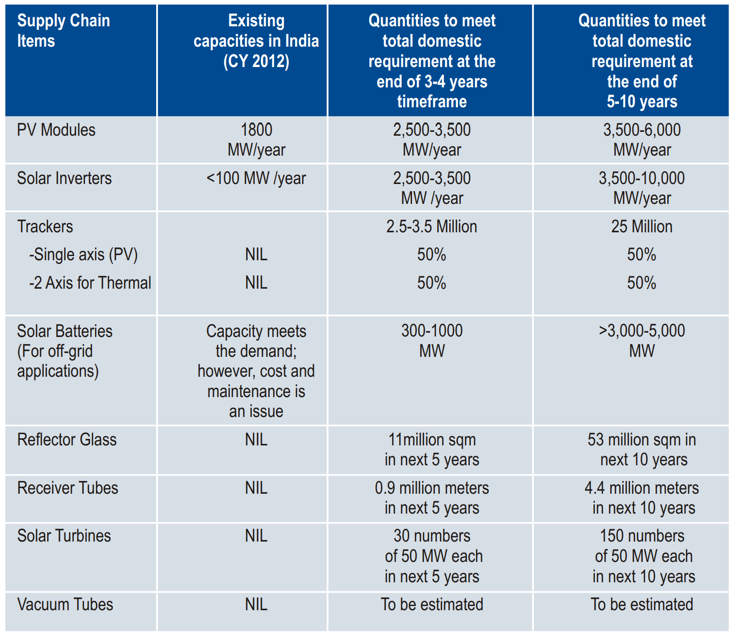 Supply Chain
Items
Existing
capacities in India
(CY 2012)
Quantities to meet
total domestic
requirement at the
end of 3-4 years
timeframe
Quantities to meet
total domestic
requirement at
the end of
5-10 years
PV Modules
1800
MW/year
2,500-3,500
MW/year
3,500-6,000
MW/year
Solar Inverters
<100 MW /year
2,500-3,500
MW /year
3,500-10,000
MW/year
Trackers
2.5-3.5 Million
25 Million
-Single axis (PV)
NIL
50%
50%
-2 Axis for Thermal
NIL
50%
50%
Solar Batteries
(For off-grid
applications)
Capacity meets
the demand;
however, cost and
maintenance is
an issue
300-1000
MW
>3,000-5,000
MW
Reflector Glass
NIL
11million sqm
in next 5 years
53 million sqm in
next 10 years
Receiver Tubes
NIL
0.9 million meters
in next 5 years
4.4 million meters
in next 10 years
Solar Turbines
NIL
30 numbers
of 50 MW each
in next 5 years
150 numbers
of 50 MW each
in next 10 years
Vacuum Tubes
NIL
To be estimated
To be estimated